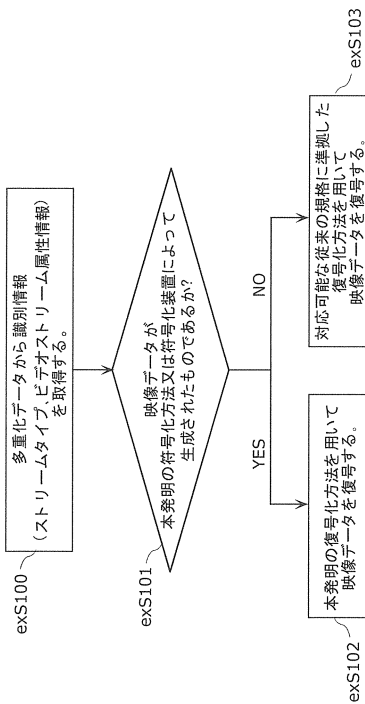 exS100
多重化データから識別情報
(ストリームタイプ、ビデオストリーム属性情報)
を取得する。
exS101
映像データが
本発明の符号化方法又は符号化装置によって
生成されたものであるか?
YES
NO
exS102
本発明の復号化方法を用いて
映像データを復号する。
exS103
対応可能な従来の規格に準拠した
復号化方法を用いて
映像データを復号する。